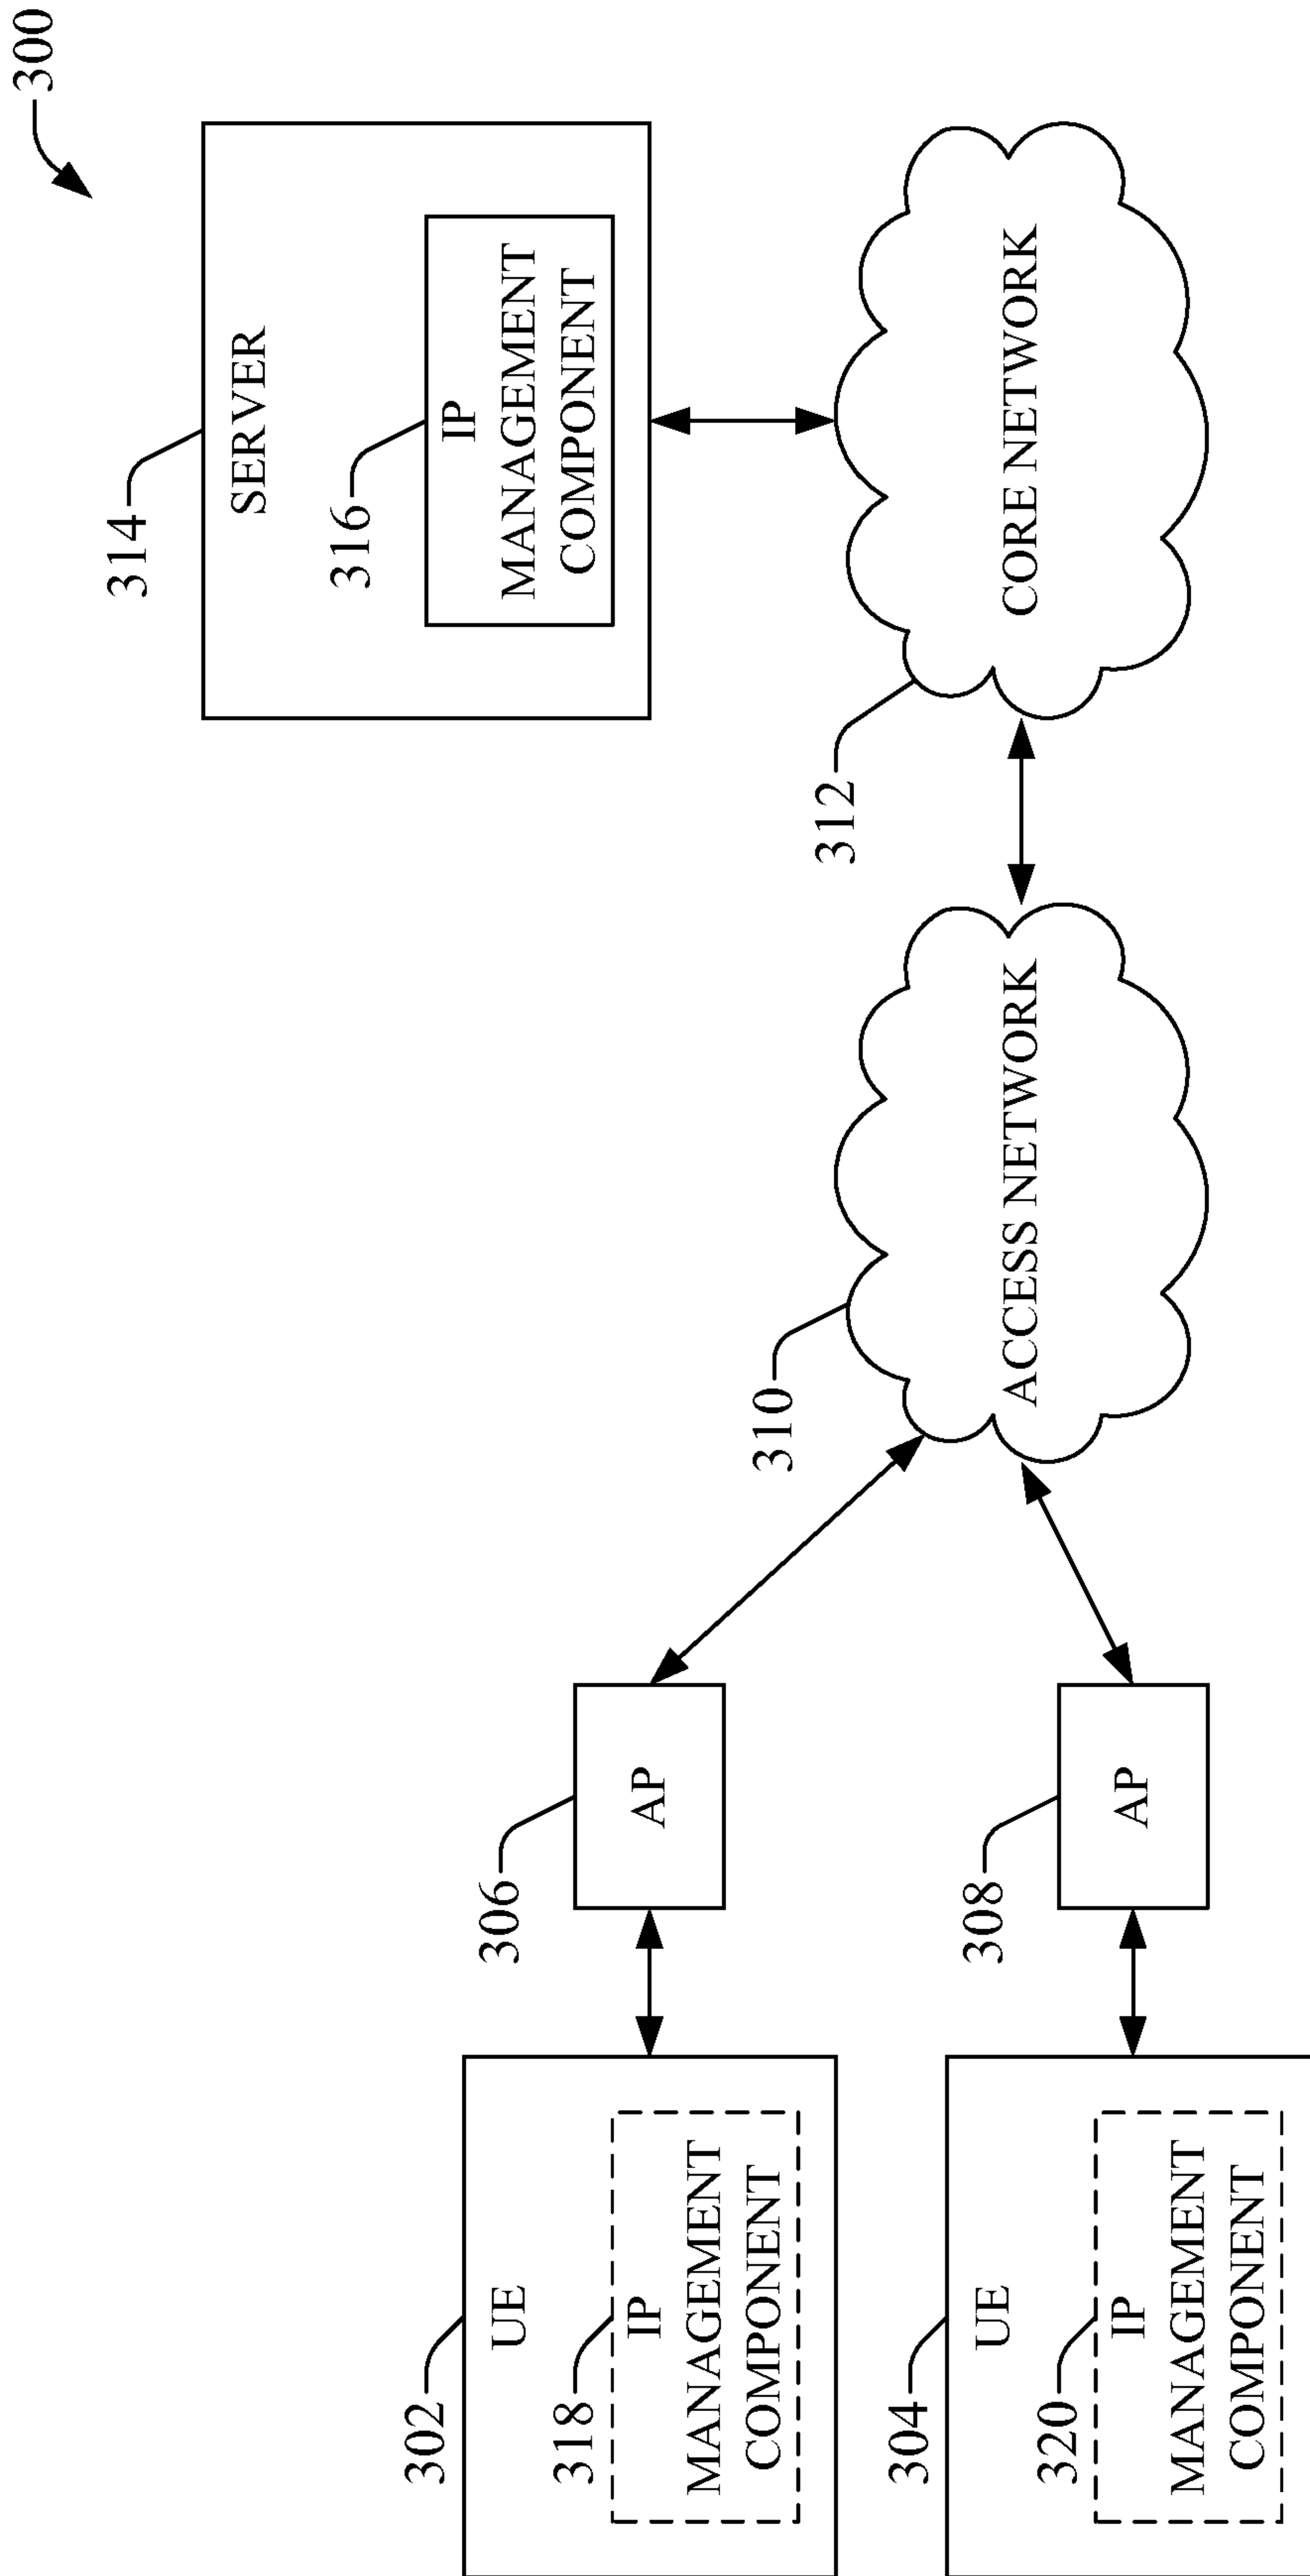 300
314
SERVER
316
IP
MANAGEMENT
COMPONENT
302
UE
318
IP
MANAGEMENT
COMPONENT
306
AP
310
ACCESS NETWORK
312
CORE NETWORK
304
UE
320
IP
MANAGEMENT
COMPONENT
308
AP